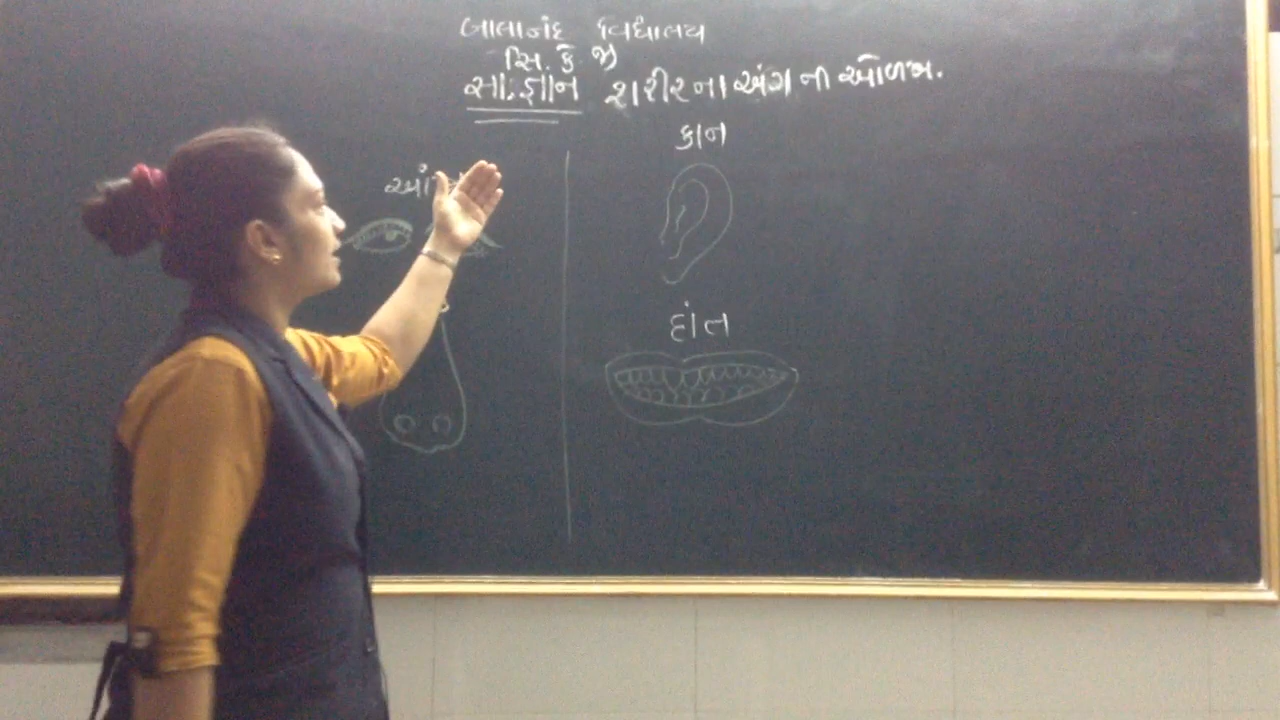 બાલાનંદ વિદ્યાલય
સિ. કે જી
સા.જ્ઞાન શરીરના અંગ ની ઓળખ.
કાન
દાંત